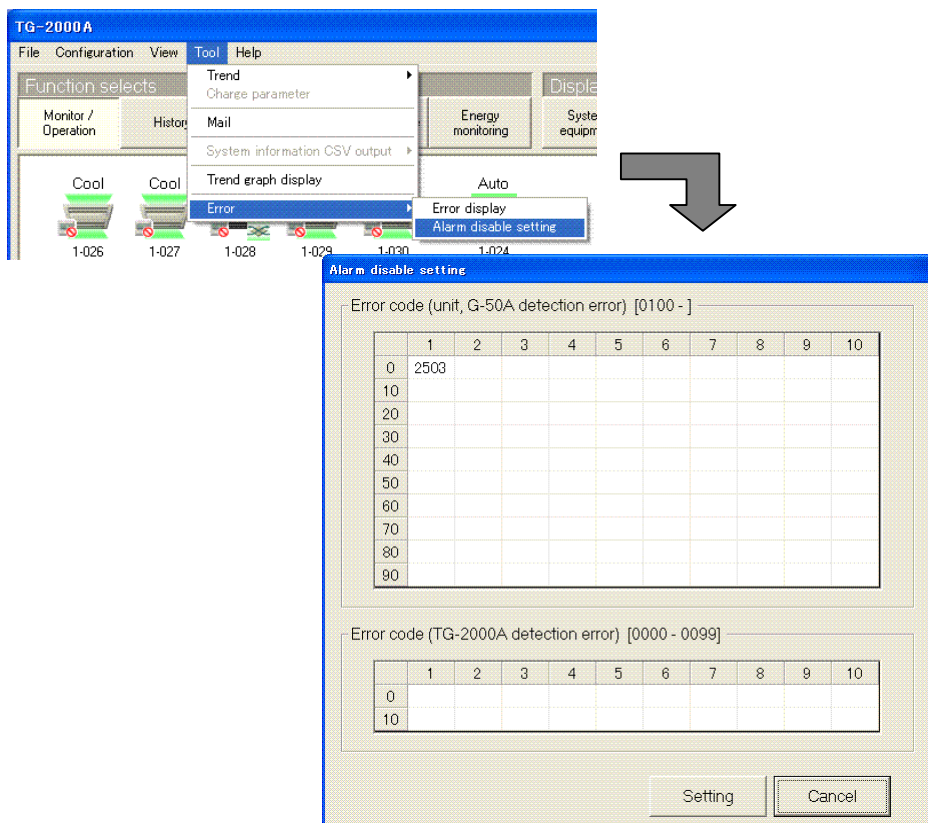 TG-2000A
File Configuration View Tool Help
Function selects
Displa
Monitor / Operation
History
Energy monitoring
Syste
equipm
Trend
Charge parameter
Mail
System information CSV output
Trend graph display
Error
Error display
Alarm disable setting
Cool Cool Auto
1-026 1-027 1-028 1-029 1-030 1-024
Alarm disable setting
Error code (unit, G-50A detection error) [0100 - ]
1 2 3 4 5 6 7 8 9 10
0 2503
10
20
30
40
50
60
70
80
90
Error code (TG-2000A detection error) [0000 - 0099]
1 2 3 4 5 6 7 8 9 10
0
10
Setting Cancel